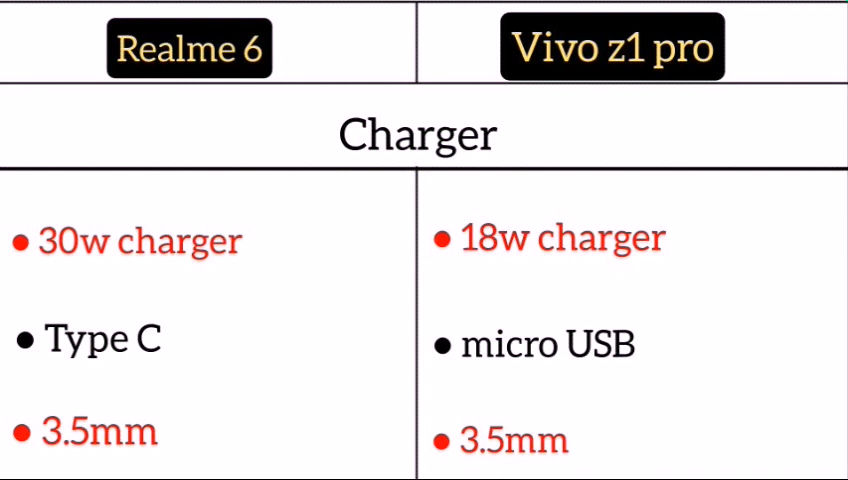 Realme 6
Vivo z1 pro
Charger
• 30w charger
• 18w charger
• Type C
• micro USB
• 3.5mm
• 3.5mm